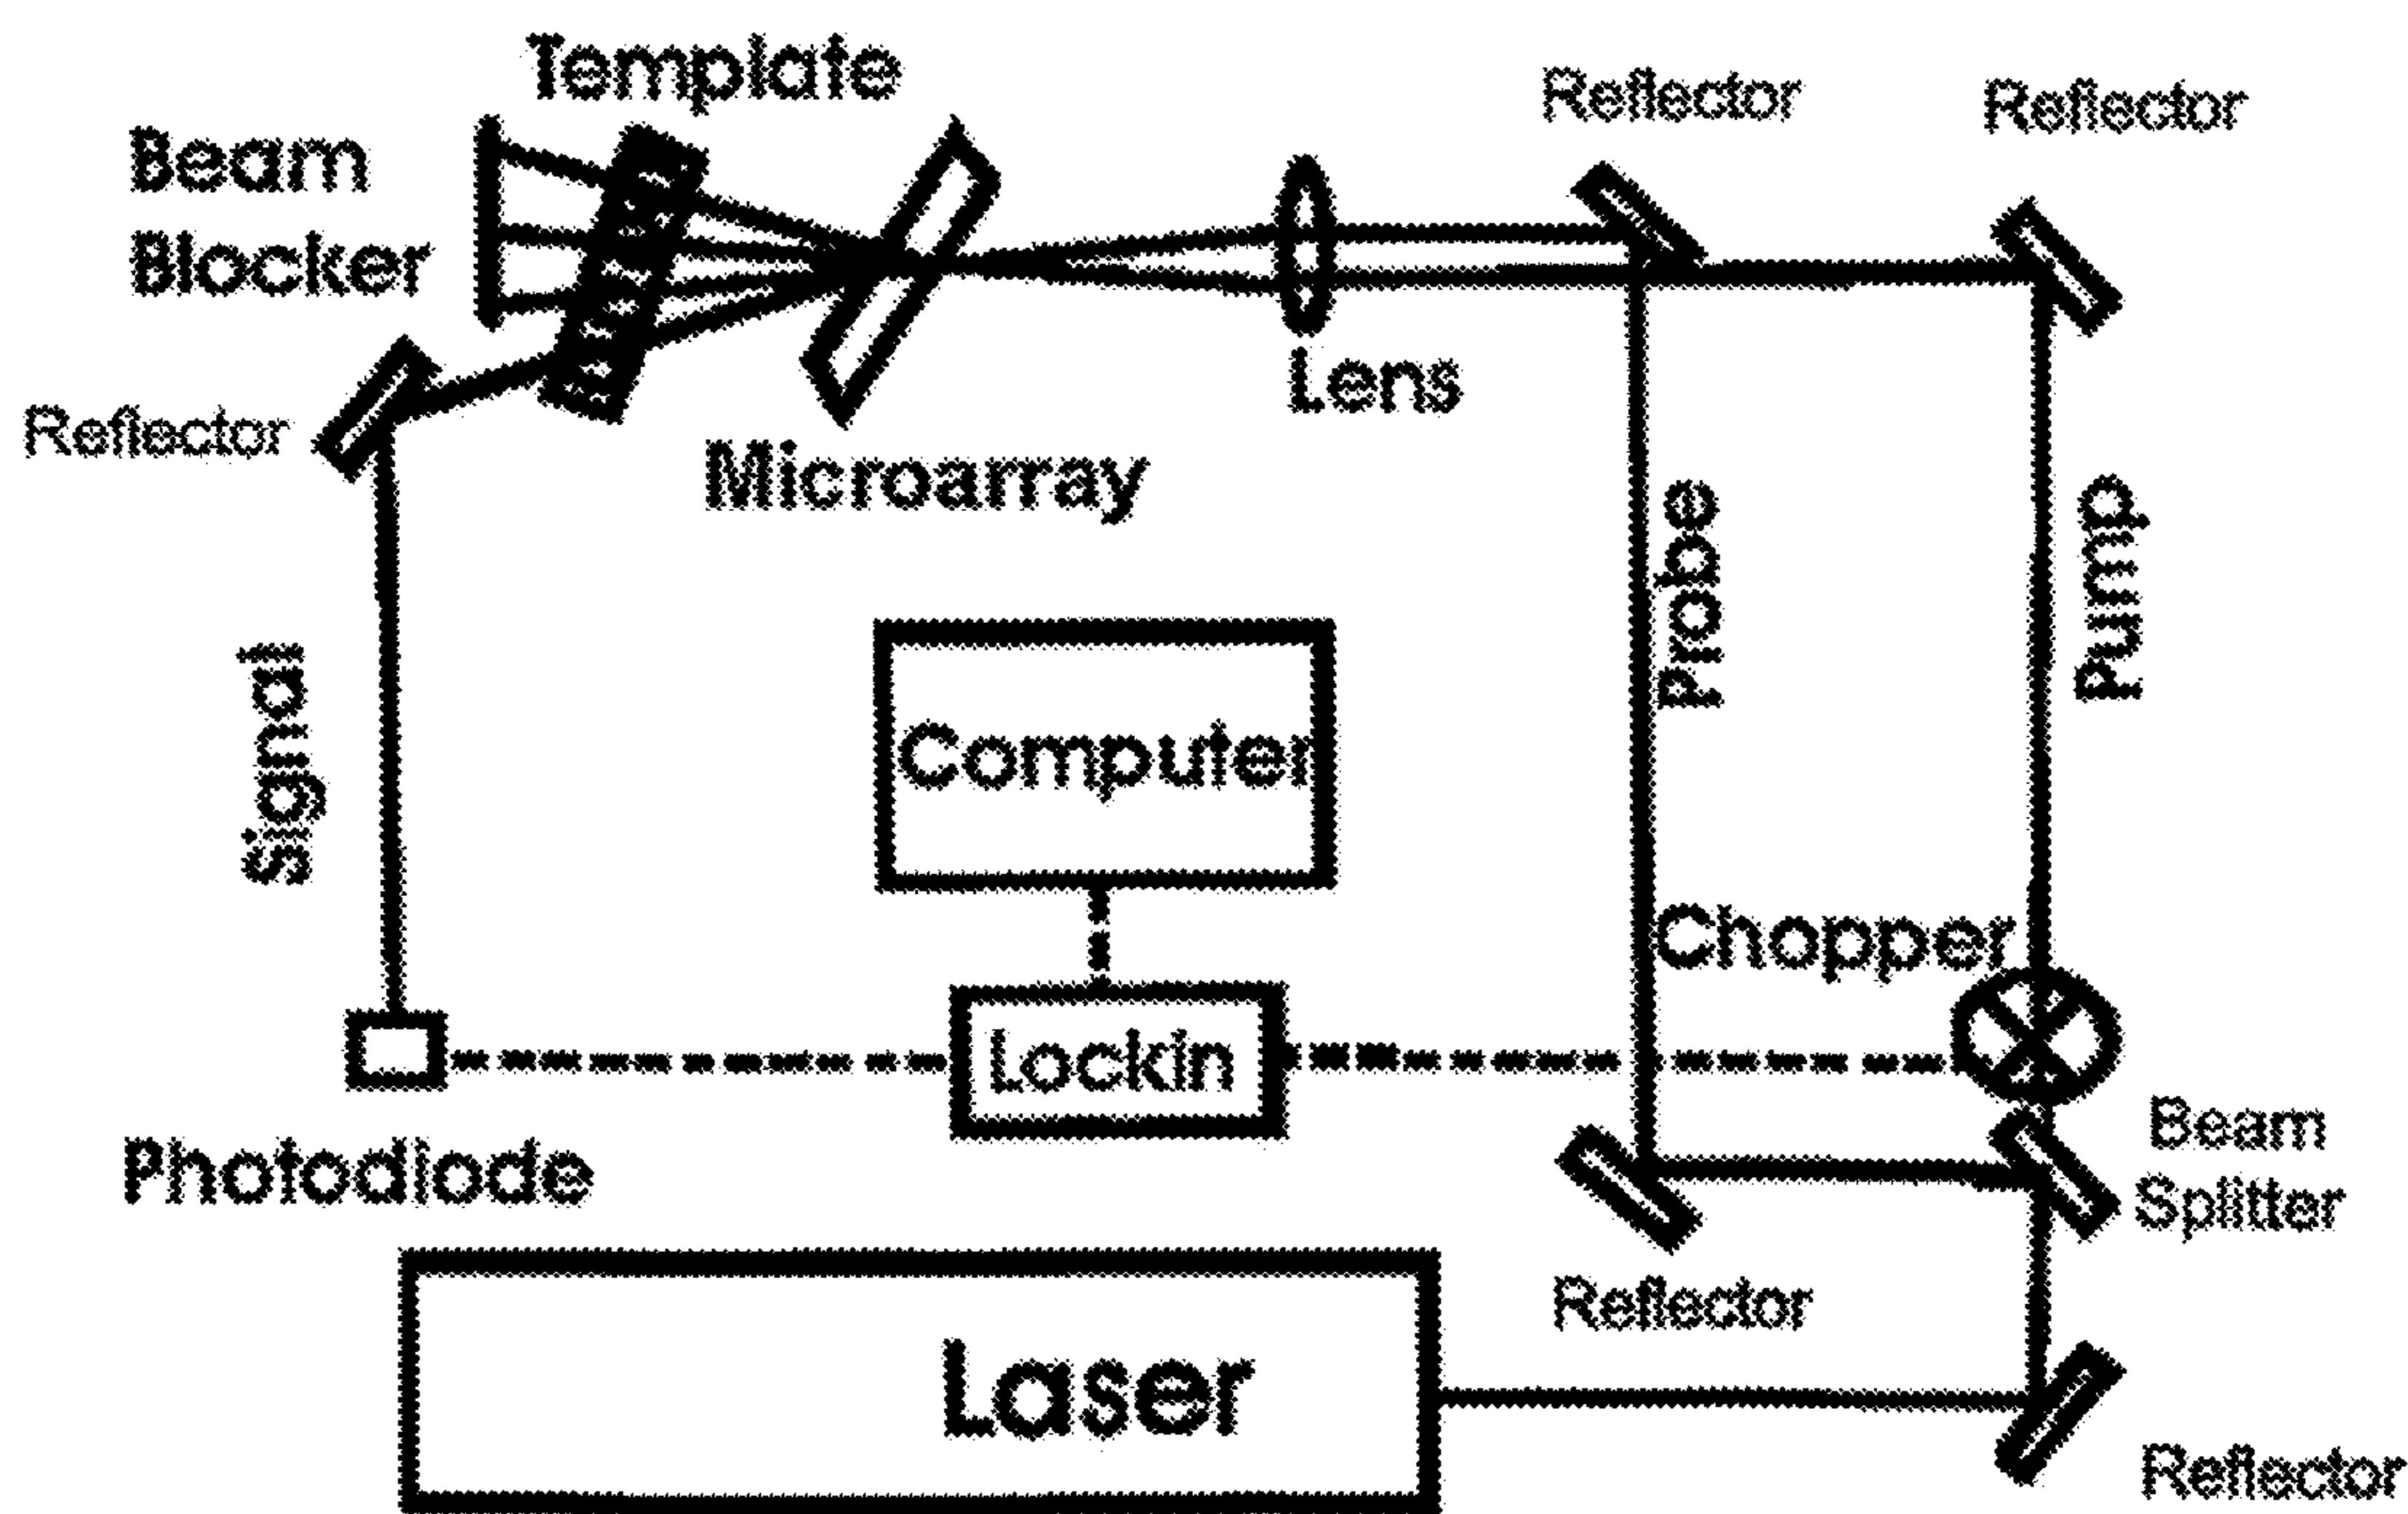 Template
Reflector
Reflector
Beam
Blocker
Lens
Reflector
Microarray
Probe
Pump
Signal
Computer
Chopper
Lockin
Beam
Splitter
Photodiode
Reflector
Laser
Reflector